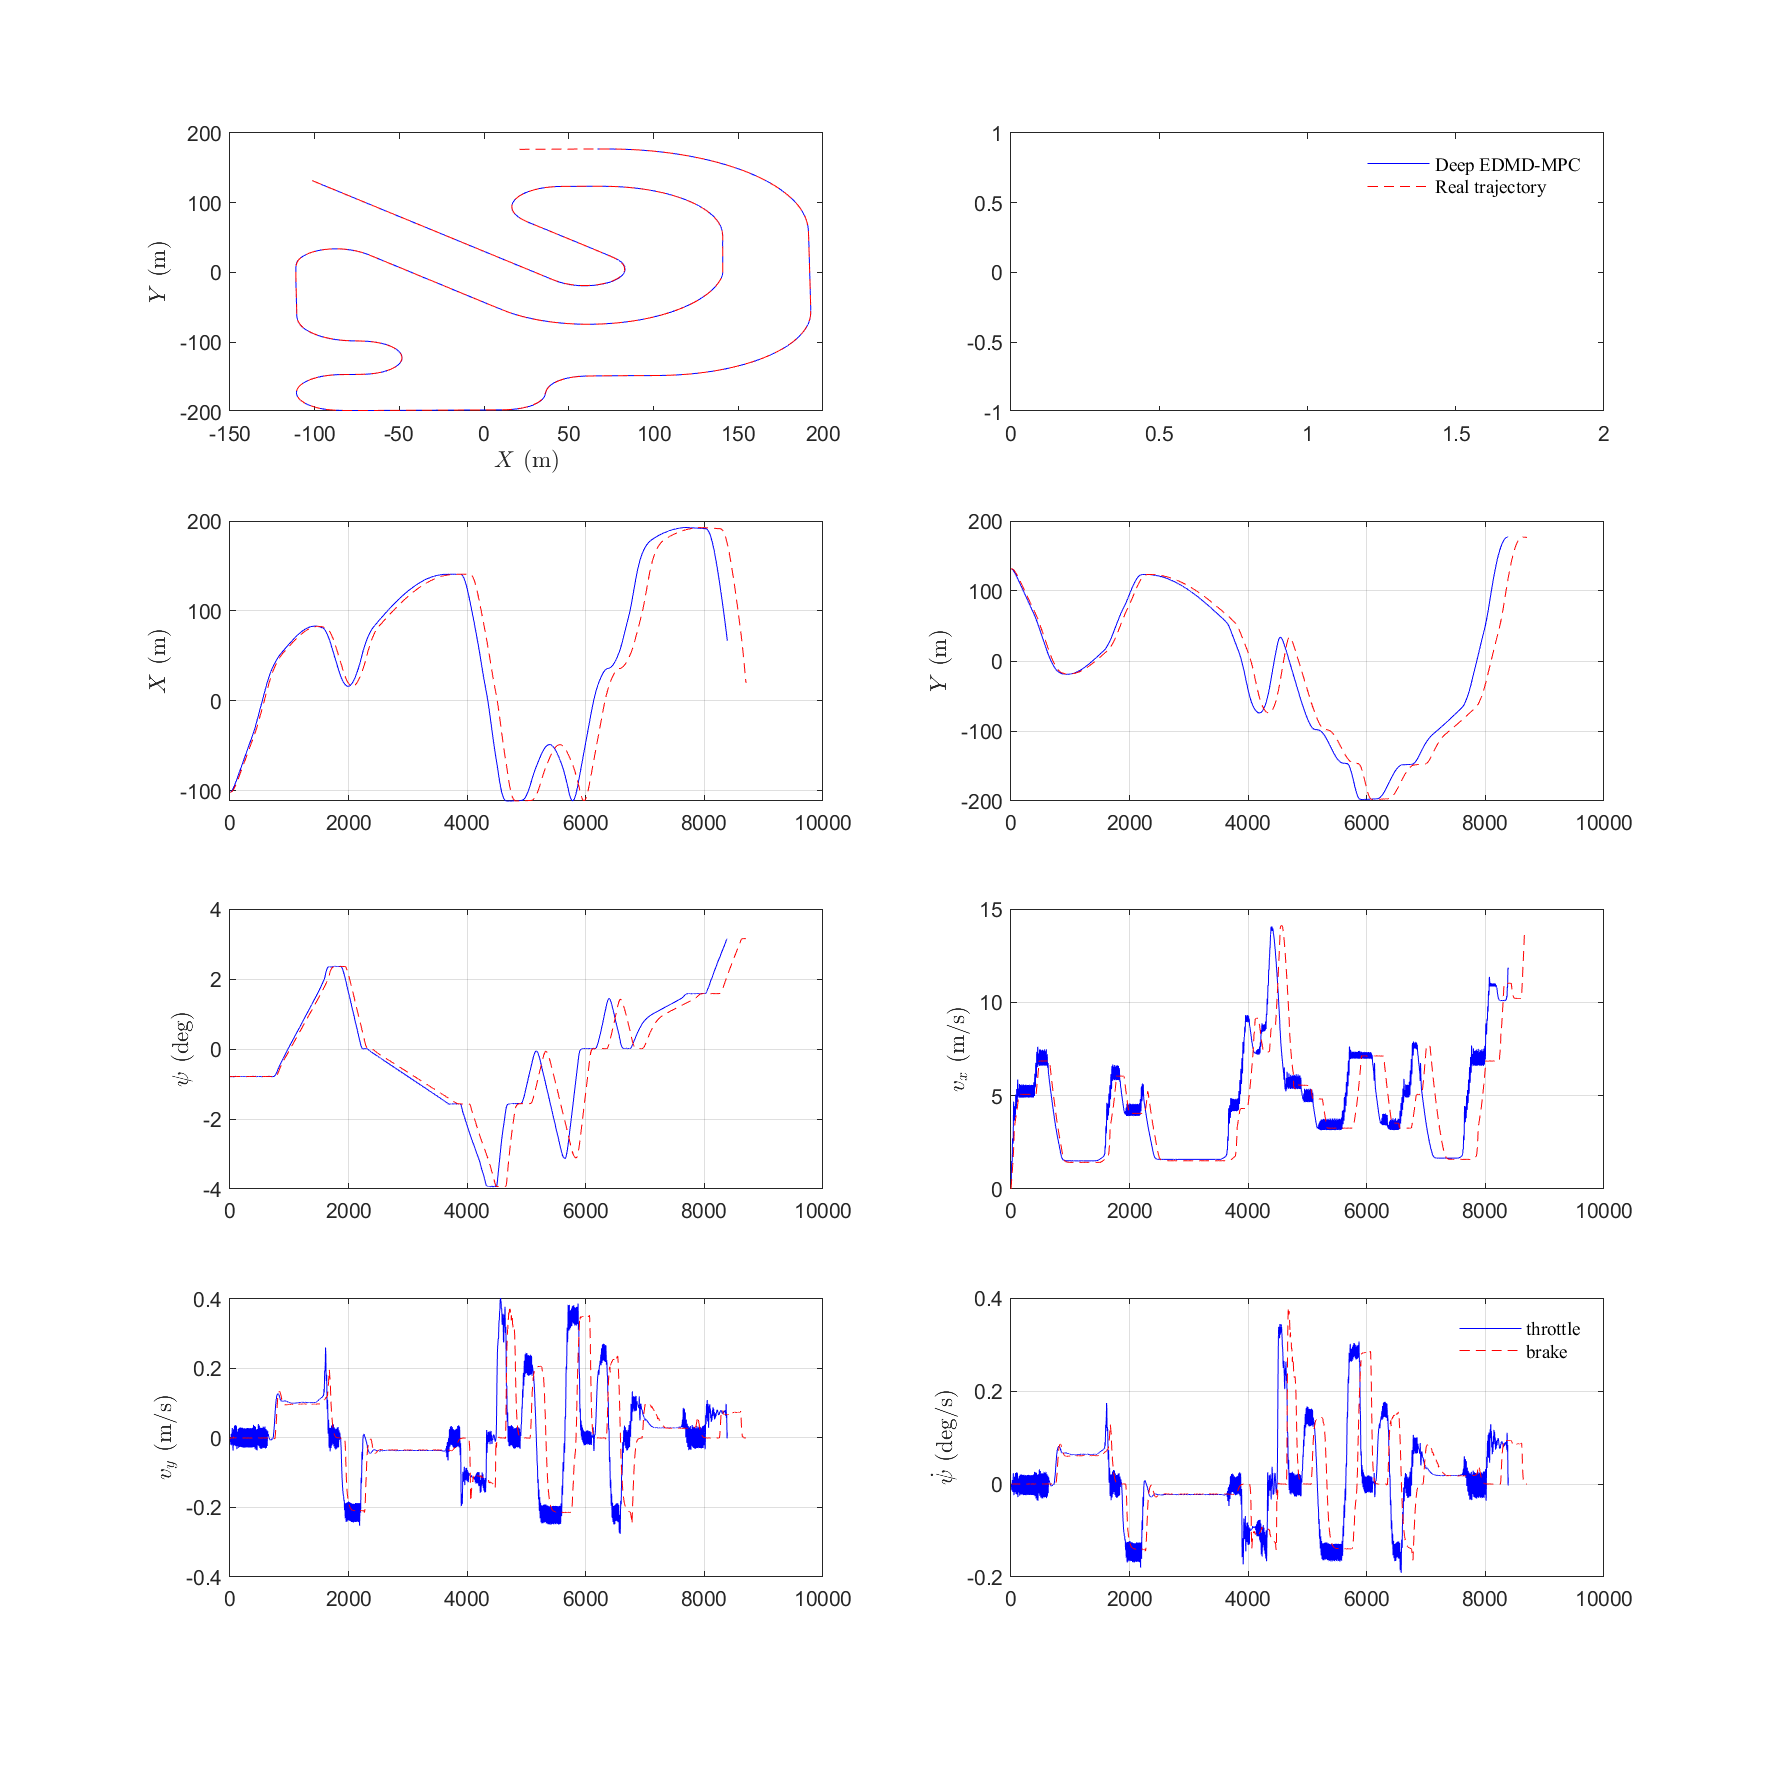 200
100
0
-100
-200
Y (m)
-150 -100 -50 0 50 100 150 200
X (m)
1
0.5
0
-0.5
-1
0 0.5 1 1.5 2
Deep EDMD-MPC
Real trajectory
200
100
0
-100
X (m)
0 2000 4000 6000 8000 10000
200
100
0
-100
-200
Y (m)
0 2000 4000 6000 8000 10000
4
2
0
-2
-4
ψ (deg)
0 2000 4000 6000 8000 10000
15
10
5
0
v_x (m/s)
0 2000 4000 6000 8000 10000
0.4
0.2
0
-0.2
-0.4
v_y (m/s)
0 2000 4000 6000 8000 10000
0.4
0.2
0
-0.2
ψ̇ (deg/s)
0 2000 4000 6000 8000 10000
throttle
brake